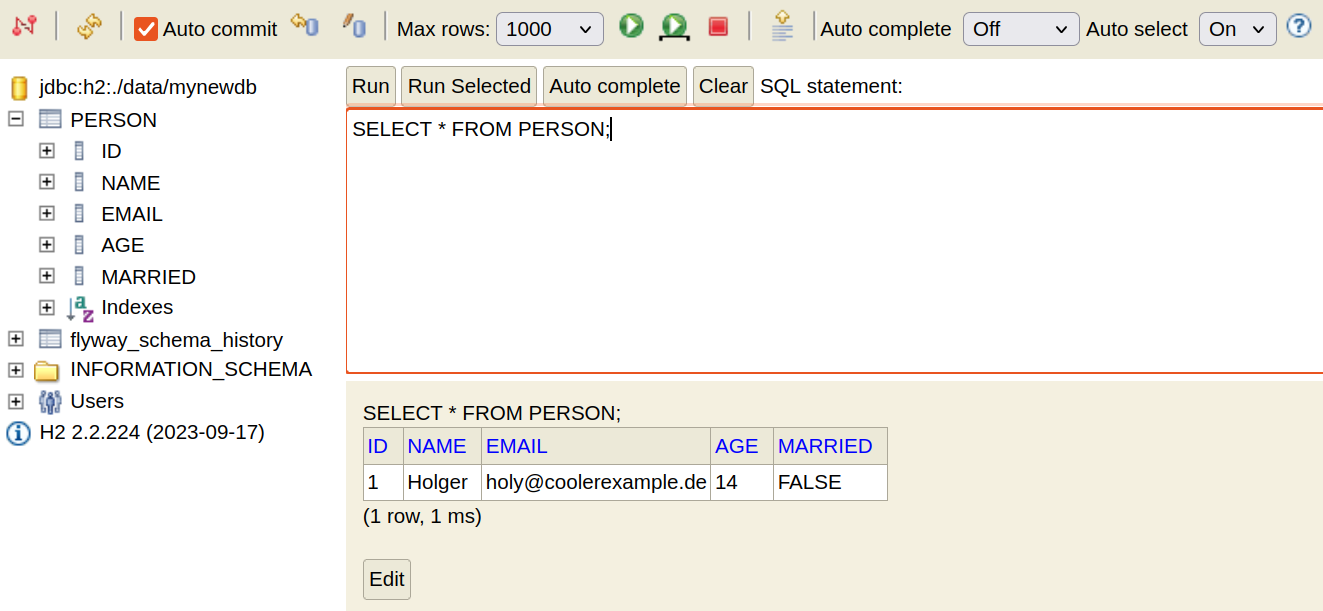 Auto commit Max rows: 1000 Auto complete Off Auto select On
jdbc:h2:./data/mynewdb
PERSON
ID
NAME
EMAIL
AGE
MARRIED
Indexes
flyway_schema_history
INFORMATION_SCHEMA
Users
H2 2.2.224 (2023-09-17)
Run Run Selected Auto complete Clear SQL statement:
SELECT * FROM PERSON;
SELECT * FROM PERSON;
ID NAME EMAIL AGE MARRIED
1 Holger holy@coolerexample.de 14 FALSE
(1 row, 1 ms)
Edit